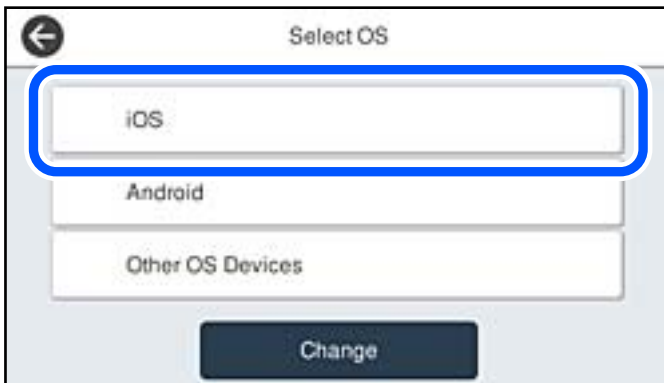 Select OS
iOS
Android
Other OS Devices
Change